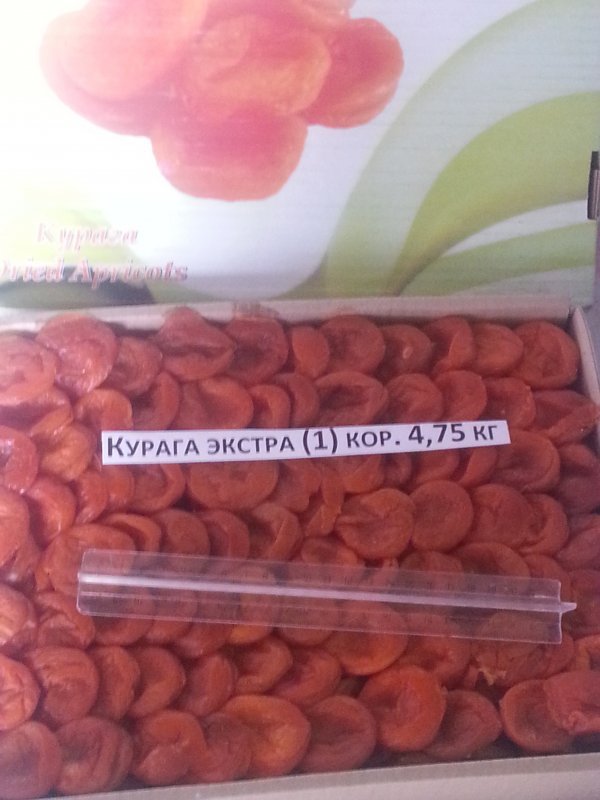 Курага
Dried Apricots
Курага экстра (1) кор. 4,75 кг